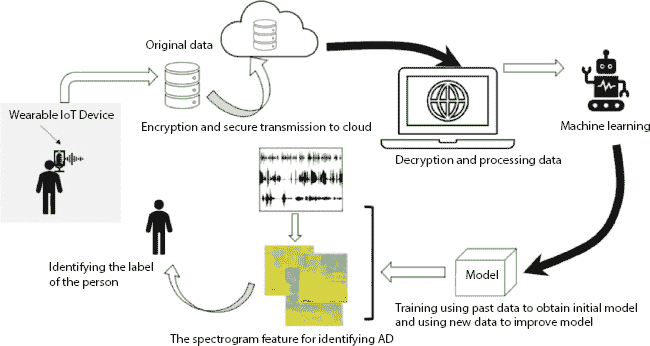 Original data
Wearable IoT Device
Encryption and secure transmission to cloud
Decryption and processing data
Machine learning
Identifying the label
of the person
Model
Training using past data to obtain initial model
and using new data to improve model
The spectrogram feature for identifying AD